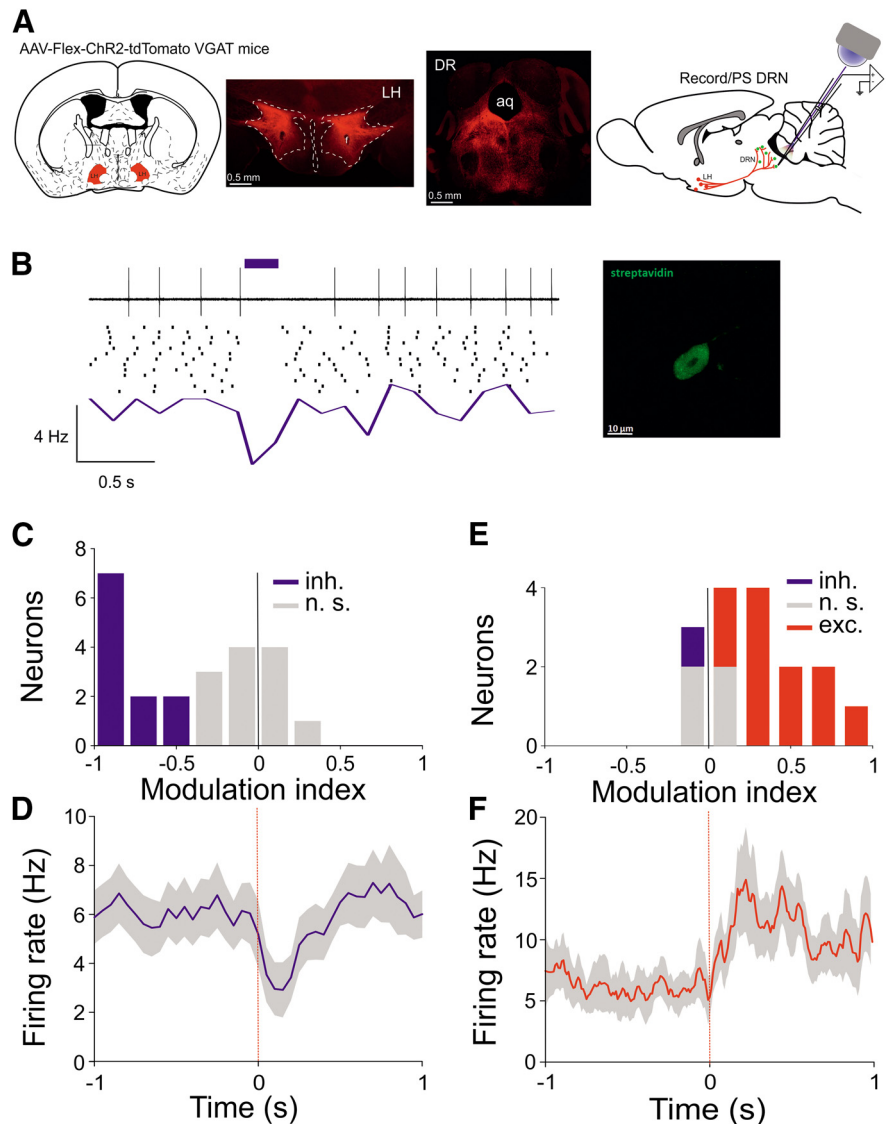 A
AAV-Flex-ChR2-tdTomato VGAT mice
LH LH
LH
0.5 mm
DR
aq
0.5 mm
Record/PS DRN
DRN
LH
B
4 Hz
0.5 s
streptavidin
10 µm
C
8
6
4
2
0
Neurons
inh.
n. s.
-1 -0.5 0 0.5 1
Modulation index
E
4
2
0
Neurons
inh.
n. s.
exc.
-1 -0.5 0 0.5 1
Modulation index
D
10
8
6
4
2
0
Firing rate (Hz)
-1 0 1
Time (s)
F
20
15
10
5
0
Firing rate (Hz)
-1 0 1
Time (s)